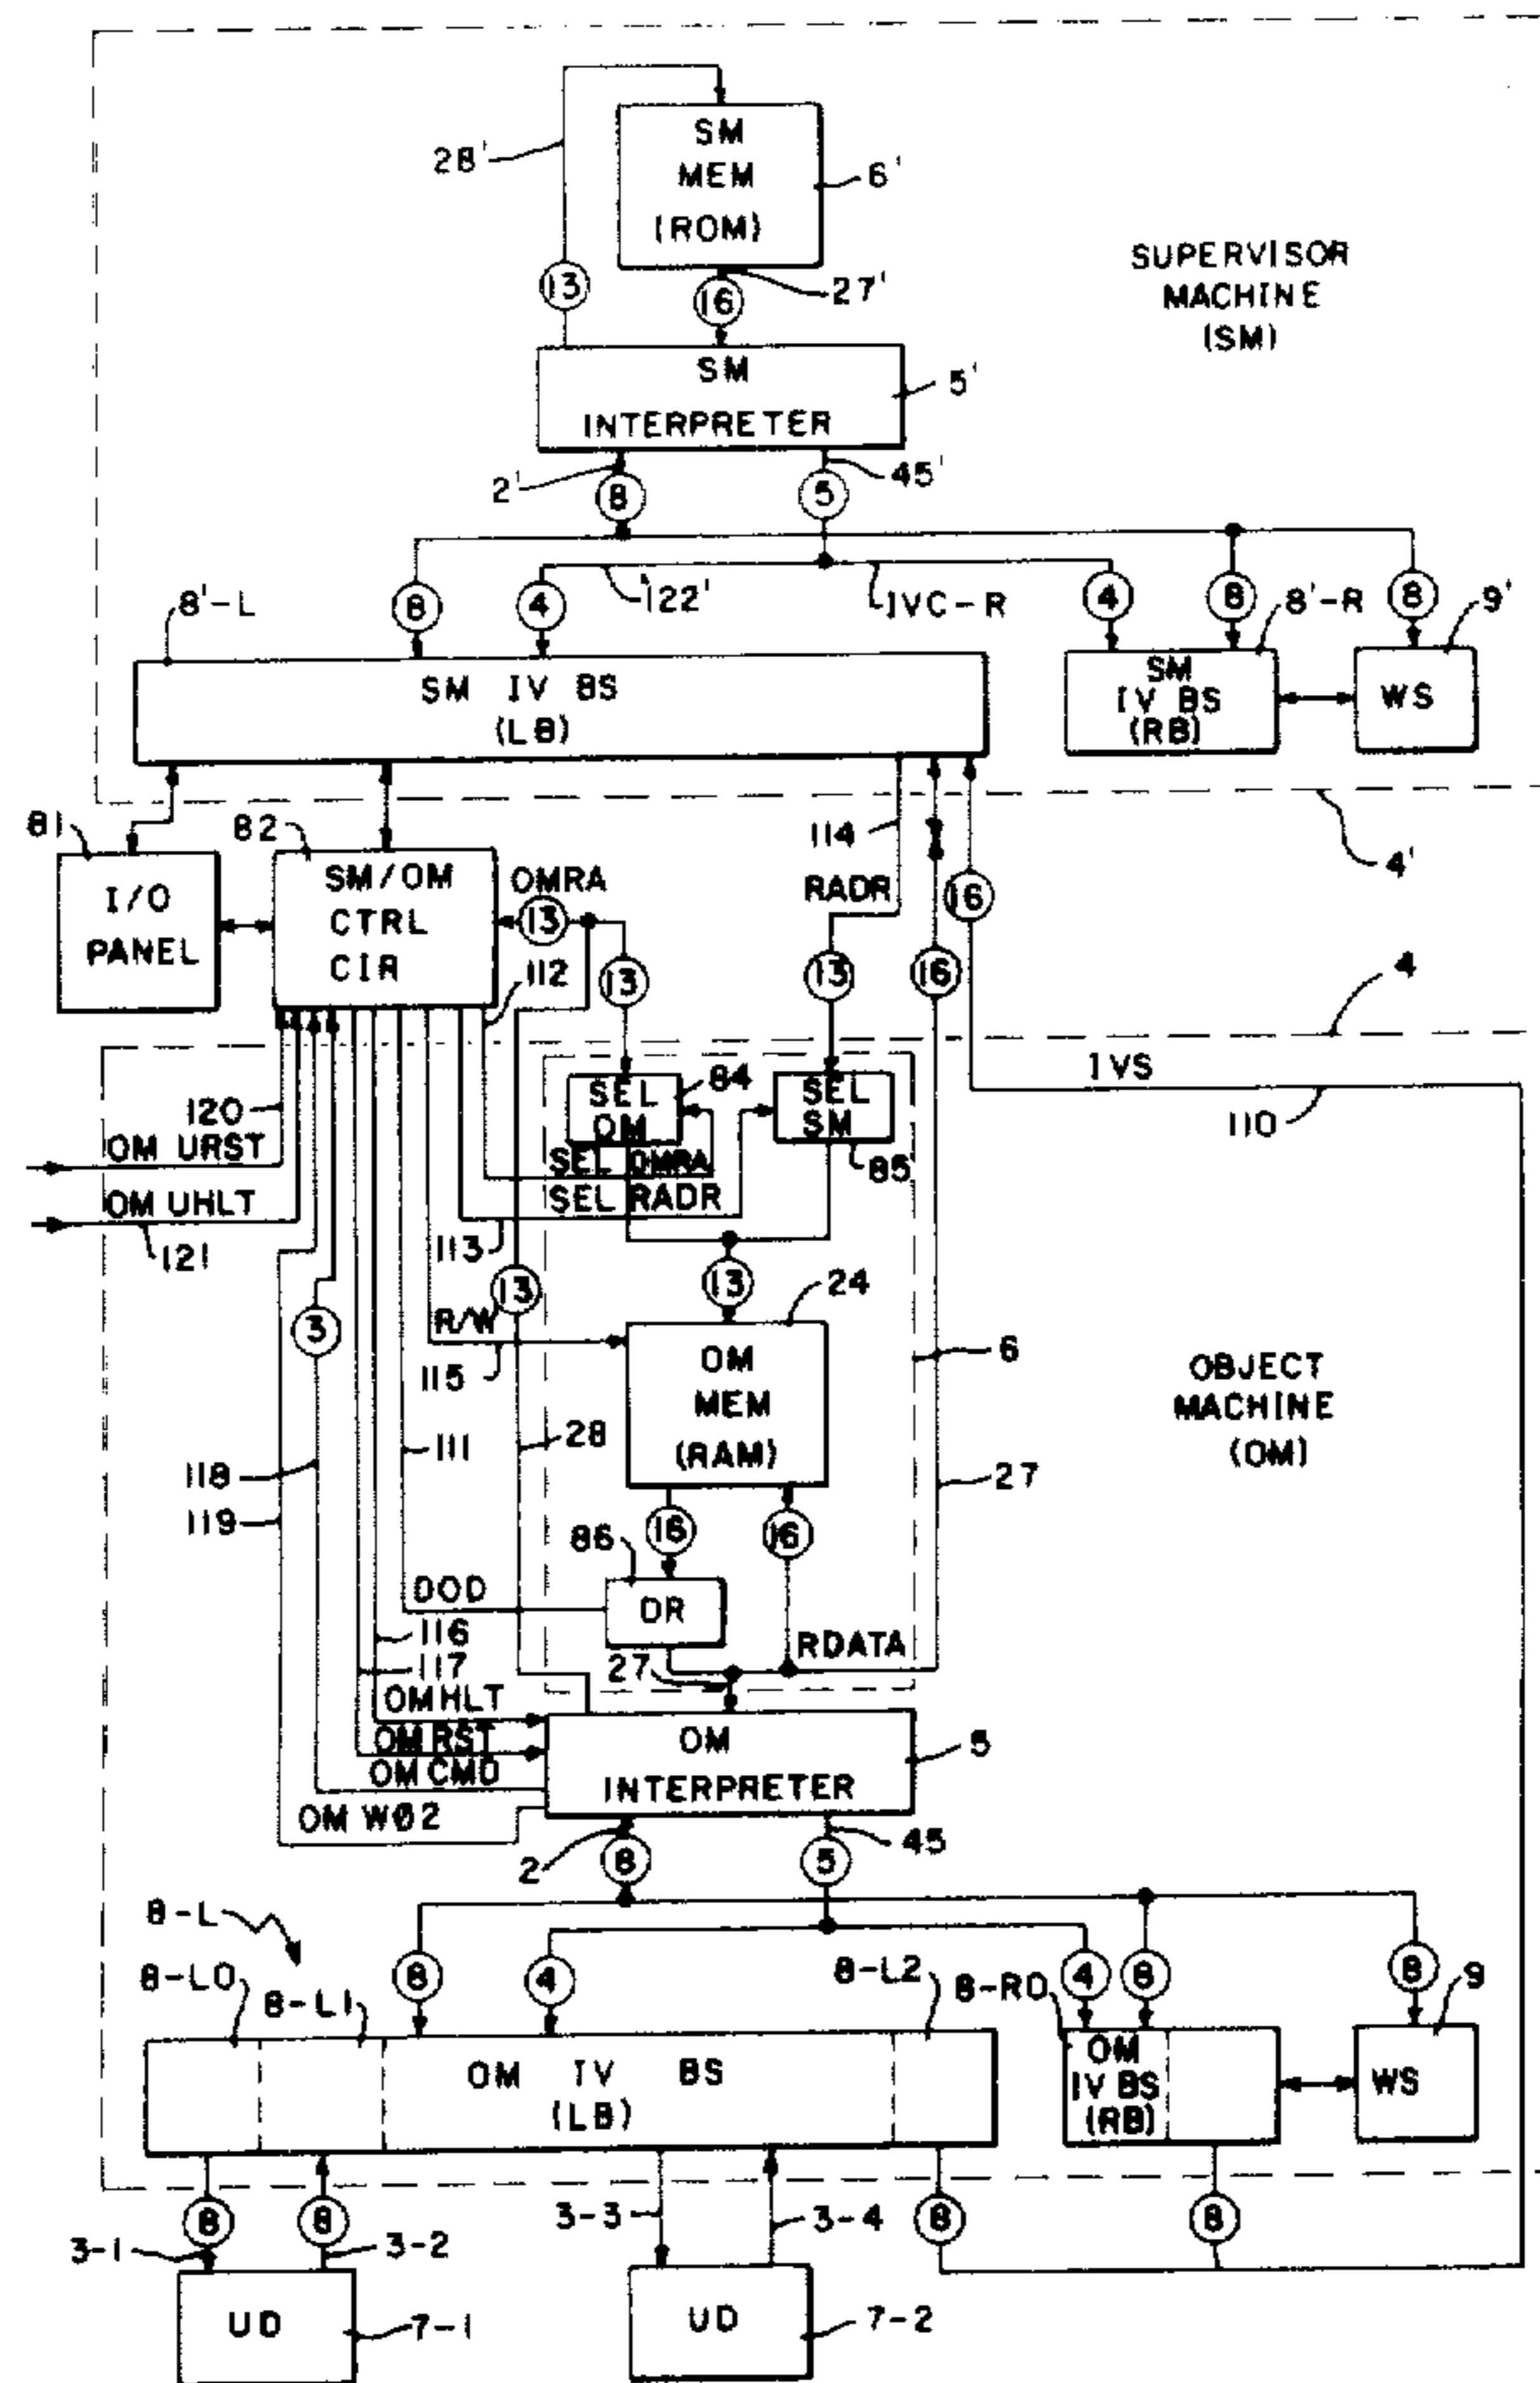 SM
MEM
(ROM)
28'
6'
13
16
27'
SUPERVISOR
MACHINE
(SM)
SM
INTERPRETER
5'
2'
45'
8
5
8'-L
8
4
122'
IVC-R
4
8
8'-R
8
9'
SM IV BS
(LB)
SM
IV BS
(RB)
WS
81
82
114
4'
I/O
PANEL
SM/OM
CTRL
CIR
OMRA
13
RADR
16
112
13
13
16
4
IVS
110
SEL
OM
84
SEL
SM
85
120
OM URST
SEL OMRA
SEL RADR
OM UHLT
121
113
13
13
24
3
R/W
115
OM
MEM
(RAM)
6
OBJECT
MACHINE
(OM)
111
28
118
27
119
16
16
86
DOD
OR
116
RDATA
117
27
OM HLT
OM RST
OM CMD
OM WØ2
OM
INTERPRETER
5
2
8
5
45
8-L
8-L0
8-L1
8
4
8-L2
8-R0
4
8
8
9
OM IV BS
(LB)
OM
IV BS
(RB)
WS
8
8
3-3
3-4
8
8
3-1
3-2
UD
7-1
UD
7-2